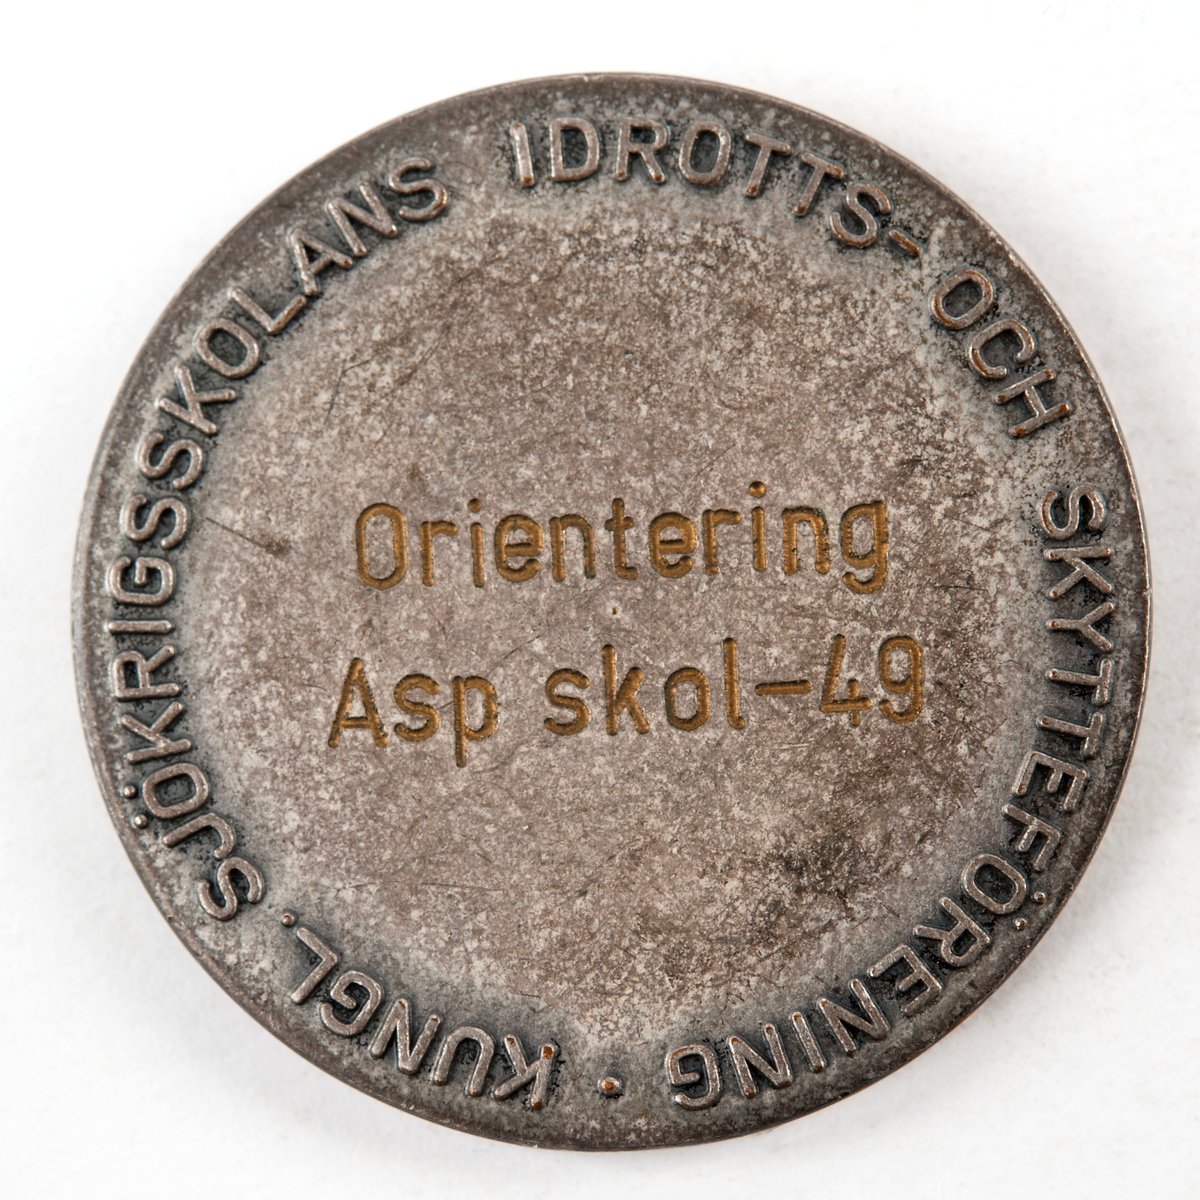 KUNGL. SJÖKRIGSSKOLANS IDROTTS-OCH SKYTTEFÖRENING ·
Orientering
Asp skol-49